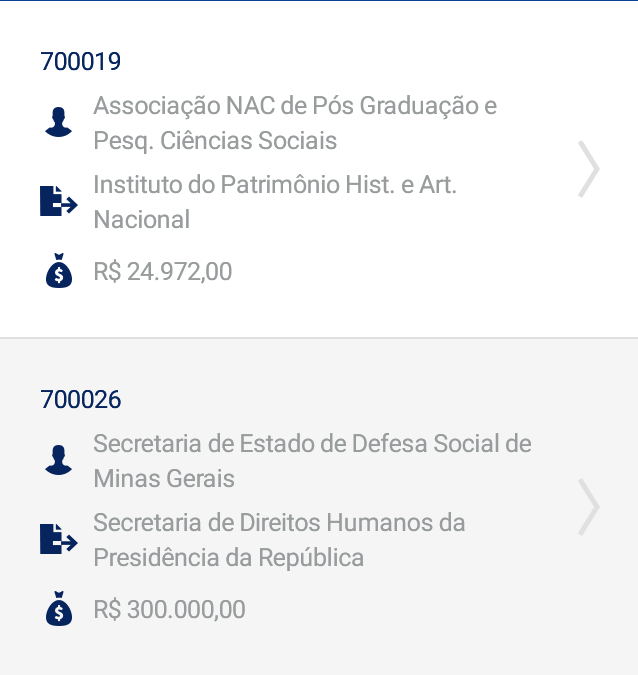 700019
Associação NAC de Pós Graduação e
Pesq. Ciências Sociais
Instituto do Patrimônio Hist. e Art.
Nacional
$
R$ 24.972,00
700026
Secretaria de Estado de Defesa Social de
Minas Gerais
Secretaria de Direitos Humanos da
Presidência da República
$
R$ 300.000,00